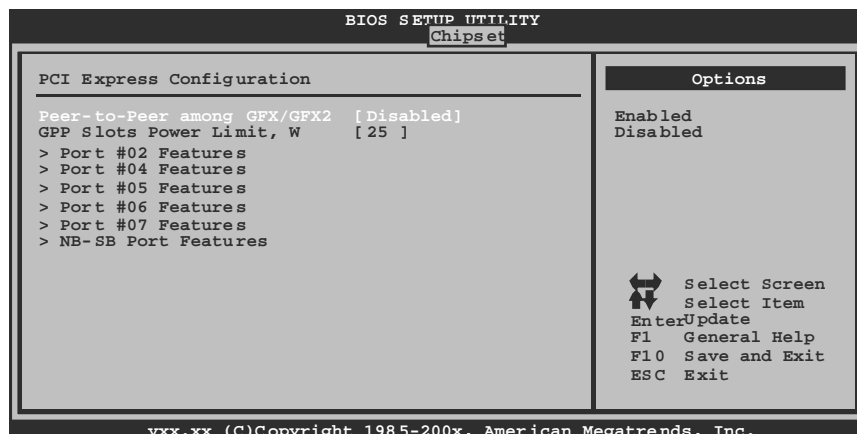 BIOS SETUP UTILITY
Chipset
PCI Express Configuration
Peer-to-Peer among GFX/GFX2 [Disabled]
GPP Slots Power Limit, W [25 ]
> Port #02 Features
> Port #04 Features
> Port #05 Features
> Port #06 Features
> Port #07 Features
> NB-SB Port Features
Options
Enabled
Disabled
Select Screen
Select Item
Enter Update
F1 General Help
F10 Save and Exit
ESC Exit
vxx.xx (C)Copyright 1985-200x, American Megatrends, Inc.